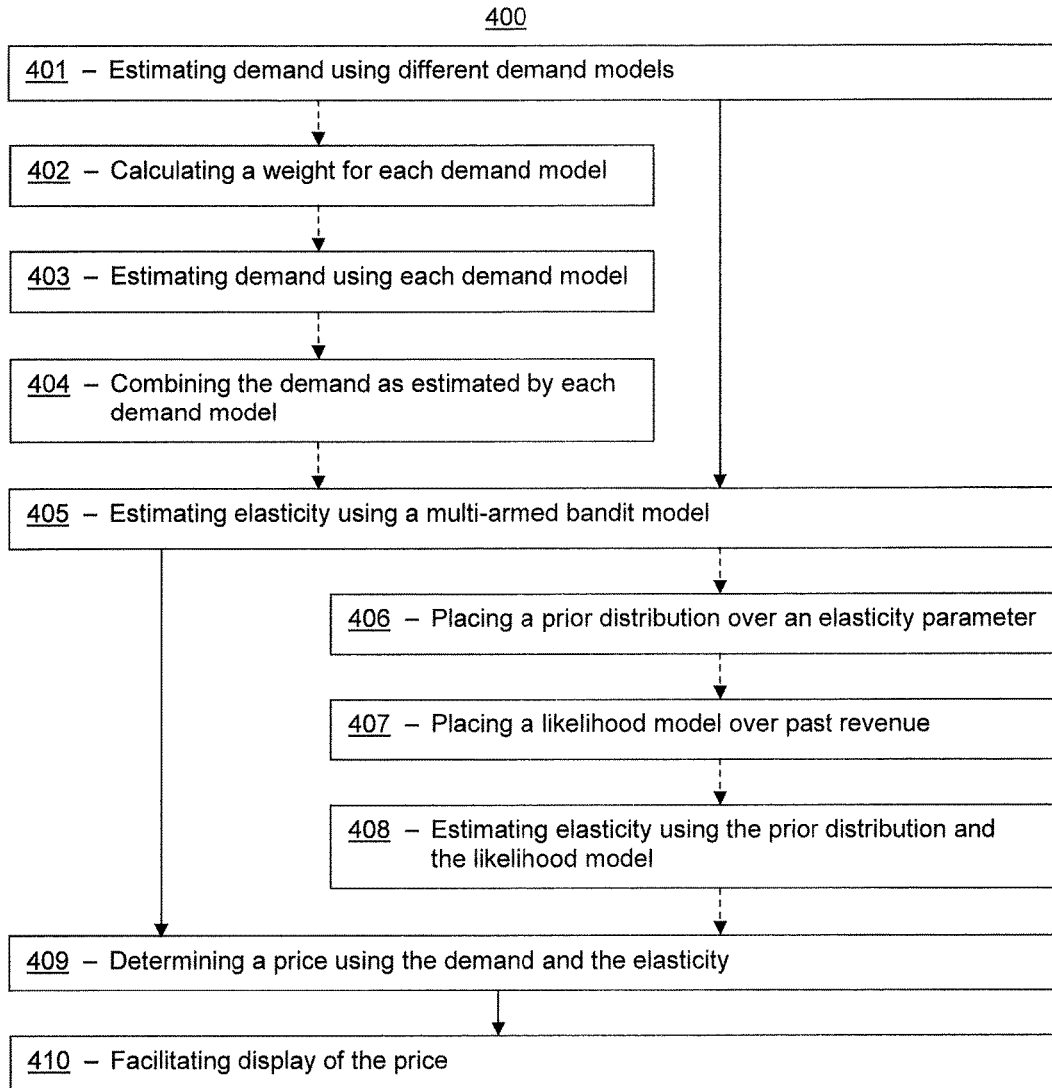 400
401 – Estimating demand using different demand models
402 – Calculating a weight for each demand model
403 – Estimating demand using each demand model
404 – Combining the demand as estimated by each
demand model
405 – Estimating elasticity using a multi-armed bandit model
406 – Placing a prior distribution over an elasticity parameter
407 – Placing a likelihood model over past revenue
408 – Estimating elasticity using the prior distribution and
the likelihood model
409 – Determining a price using the demand and the elasticity
410 – Facilitating display of the price